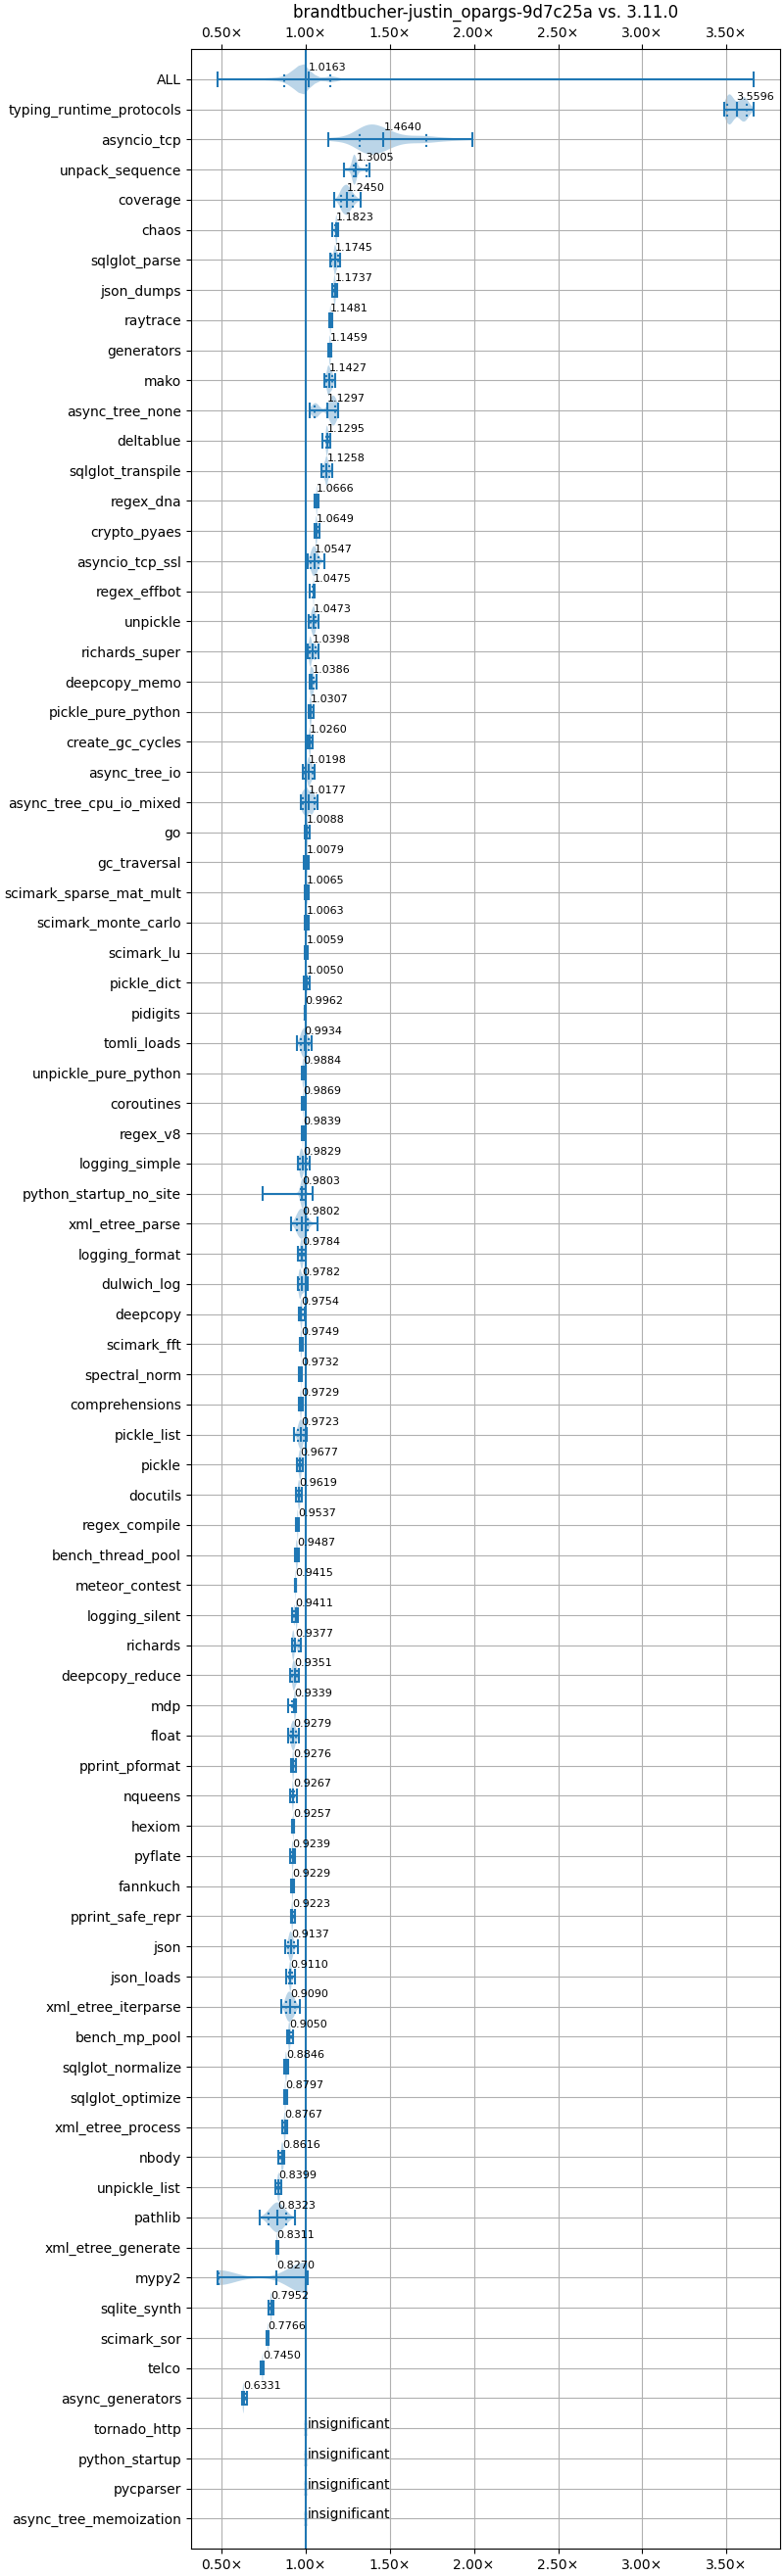 brandtbucher-justin_opargs-9d7c25a vs. 3.11.0
0.50× 1.00× 1.50× 2.00× 2.50× 3.00× 3.50×
ALL 1.0163
typing_runtime_protocols 3.5596
asyncio_tcp 1.4640
unpack_sequence 1.3005
coverage 1.2450
chaos 1.1823
sqlglot_parse 1.1745
json_dumps 1.1737
raytrace 1.1481
generators 1.1459
mako 1.1427
async_tree_none 1.1297
deltablue 1.1295
sqlglot_transpile 1.1258
regex_dna 1.0666
crypto_pyaes 1.0649
asyncio_tcp_ssl 1.0547
regex_effbot 1.0475
unpickle 1.0473
richards_super 1.0398
deepcopy_memo 1.0386
pickle_pure_python 1.0307
create_gc_cycles 1.0260
async_tree_io 1.0198
async_tree_cpu_io_mixed 1.0177
go 1.0088
gc_traversal 1.0079
scimark_sparse_mat_mult 1.0065
scimark_monte_carlo 1.0063
scimark_lu 1.0059
pickle_dict 1.0050
pidigits 0.9962
tomli_loads 0.9934
unpickle_pure_python 0.9884
coroutines 0.9869
regex_v8 0.9839
logging_simple 0.9829
python_startup_no_site 0.9803
xml_etree_parse 0.9802
logging_format 0.9784
dulwich_log 0.9782
deepcopy 0.9754
scimark_fft 0.9749
spectral_norm 0.9732
comprehensions 0.9729
pickle_list 0.9723
pickle 0.9677
docutils 0.9619
regex_compile 0.9537
bench_thread_pool 0.9487
meteor_contest 0.9415
logging_silent 0.9411
richards 0.9377
deepcopy_reduce 0.9351
mdp 0.9339
float 0.9279
pprint_pformat 0.9276
nqueens 0.9267
hexiom 0.9257
pyflate 0.9239
fannkuch 0.9229
pprint_safe_repr 0.9223
json 0.9137
json_loads 0.9110
xml_etree_iterparse 0.9090
bench_mp_pool 0.9050
sqlglot_normalize 0.8846
sqlglot_optimize 0.8797
xml_etree_process 0.8767
nbody 0.8616
unpickle_list 0.8399
pathlib 0.8323
xml_etree_generate 0.8311
mypy2 0.8270
sqlite_synth 0.7952
scimark_sor 0.7766
telco 0.7450
async_generators 0.6331
tornado_http insignificant
python_startup insignificant
pycparser insignificant
async_tree_memoization insignificant
0.50× 1.00× 1.50× 2.00× 2.50× 3.00× 3.50×